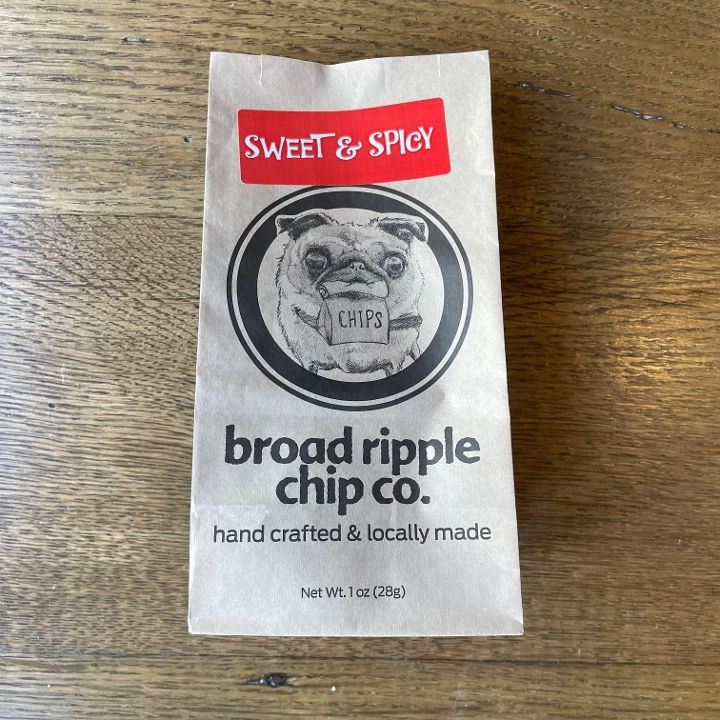 SWEET & SPICY
CHIPS
broad ripple
chip co.
hand crafted & locally made
Net Wt. 1 oz (28g)